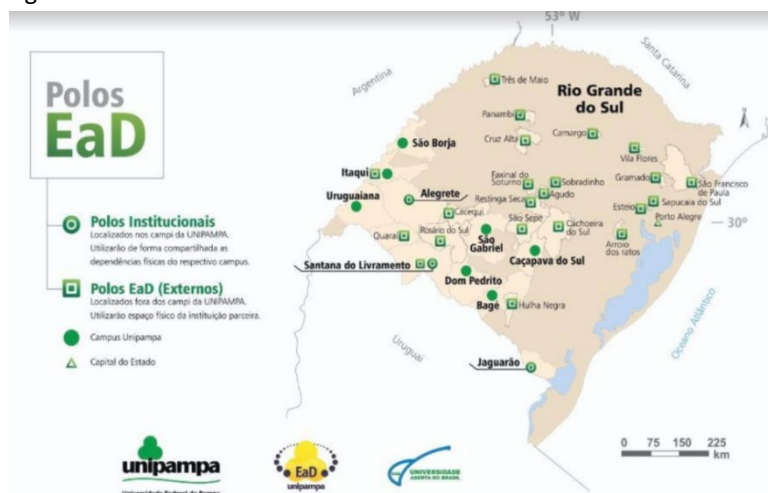 53° W
Polos
EaD
Polos Institucionais
Localizados nos campi da UNIPAMPA.
Utilizarão de forma compartilhada as
dependências físicas do respectivo campus.
Polos EaD (Externos)
Localizados fora dos campi da UNIPAMPA.
Utilizarão espaço físico da instituição parceira.
Campus Unipampa
Capital do Estado
Argentina
Santa Catarina
Rio Grande
do Sul
Três de Maio
Panambi
Cruz Alta
Camargo
Vila Flores
São Borja
Itaqui
Uruguaiana
Alegrete
Faxinal do
Soturno
Sobradinho
Agudo
Restinga Seca
Gramado
São Francisco
de Paula
Sapucaia do Sul
Esteio
Porto Alegre
30°
Cacequi
Quaraí
Rosário do Sul
São
Gabriel
São Sepé
Cachoeira
do Sul
Arroio
dos ratos
Santana do Livramento
Caçapava do Sul
Dom Pedrito
Bagé
Hulha Negra
Uruguai
Jaguarão
Oceano Atlântico
0 75 150 225
km
unipampa
EaD
unipampa
UNIVERSIDADE
ABERTA DO BRASIL